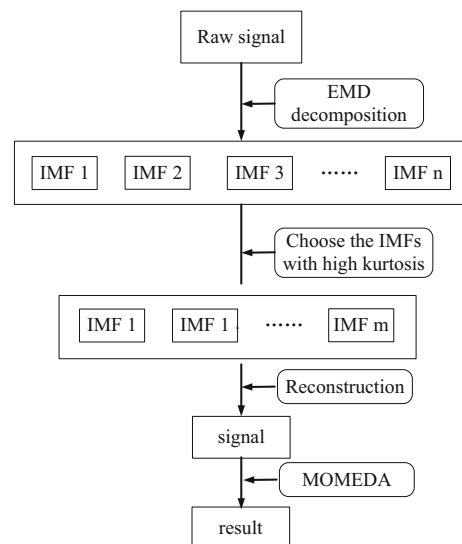 Raw signal
EMD
decomposition
IMF 1 IMF 2 IMF 3 ...... IMF n
Choose the IMFs
with high kurtosis
IMF 1 IMF 1 ...... IMF m
Reconstruction
signal
MOMEDA
result